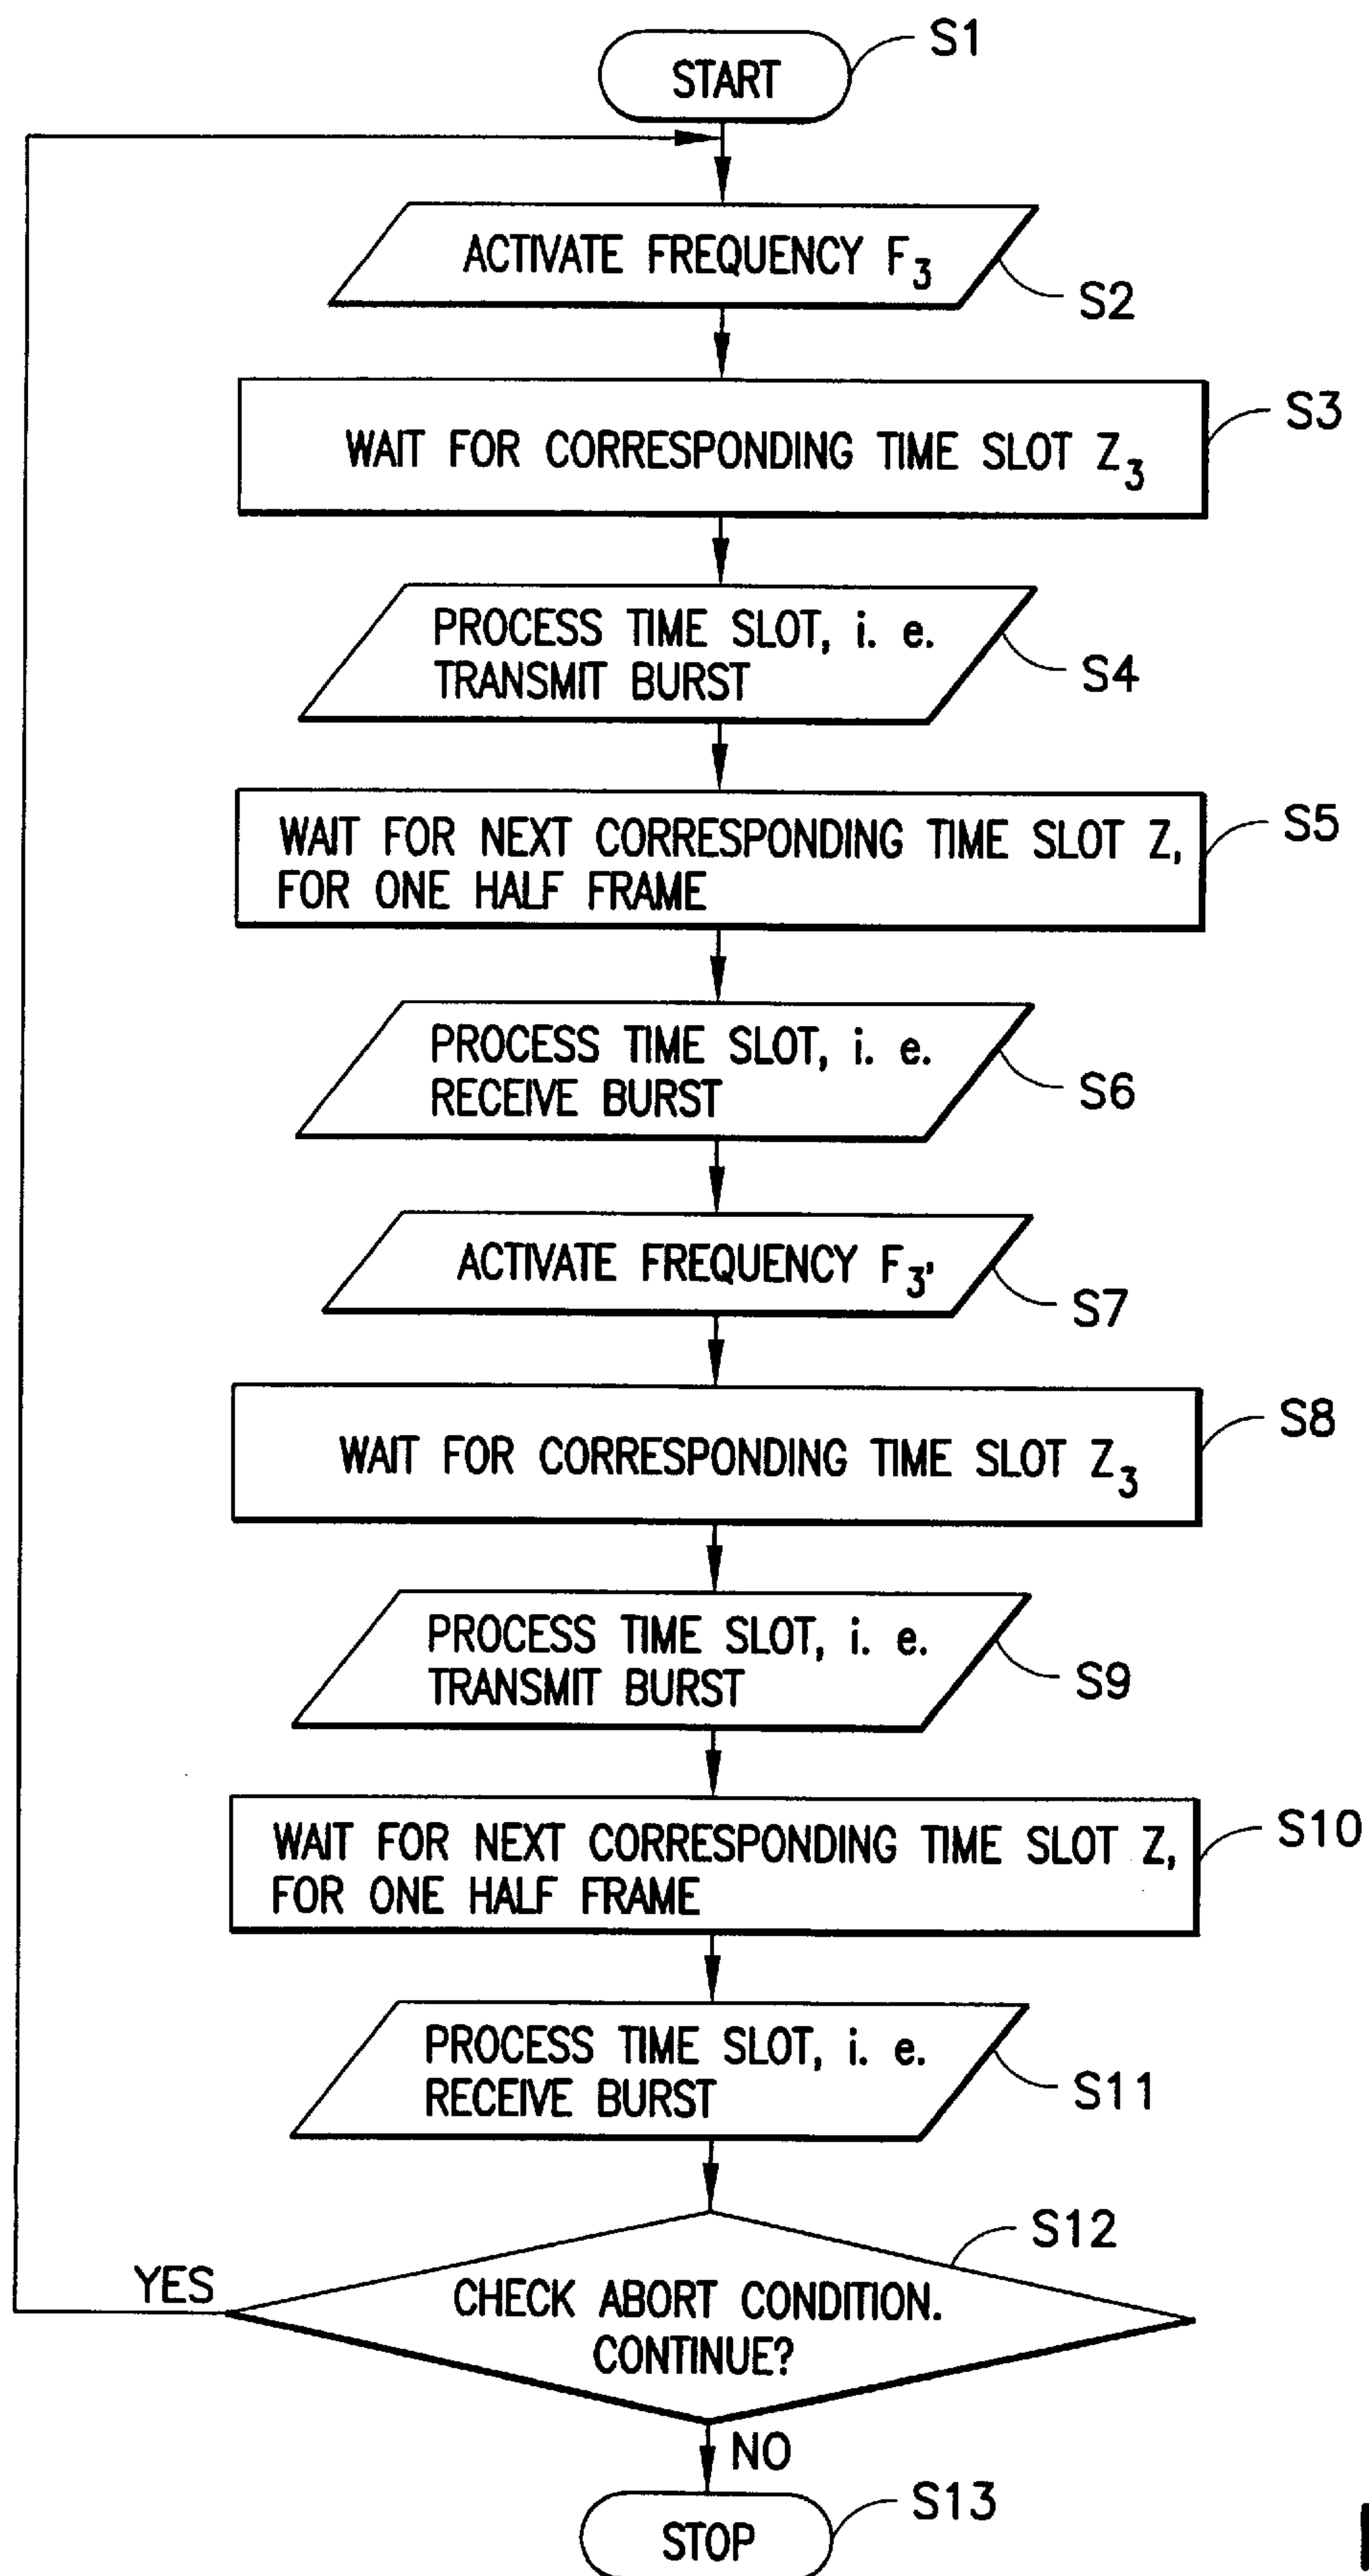 START
S1
ACTIVATE FREQUENCY F3
S2
WAIT FOR CORRESPONDING TIME SLOT Z3
S3
PROCESS TIME SLOT, i. e.
TRANSMIT BURST
S4
WAIT FOR NEXT CORRESPONDING TIME SLOT Z,
FOR ONE HALF FRAME
S5
PROCESS TIME SLOT, i. e.
RECEIVE BURST
S6
ACTIVATE FREQUENCY F3'
S7
WAIT FOR CORRESPONDING TIME SLOT Z3
S8
PROCESS TIME SLOT, i. e.
TRANSMIT BURST
S9
WAIT FOR NEXT CORRESPONDING TIME SLOT Z,
FOR ONE HALF FRAME
S10
PROCESS TIME SLOT, i. e.
RECEIVE BURST
S11
S12
YES
CHECK ABORT CONDITION.
CONTINUE?
NO
S13
STOP